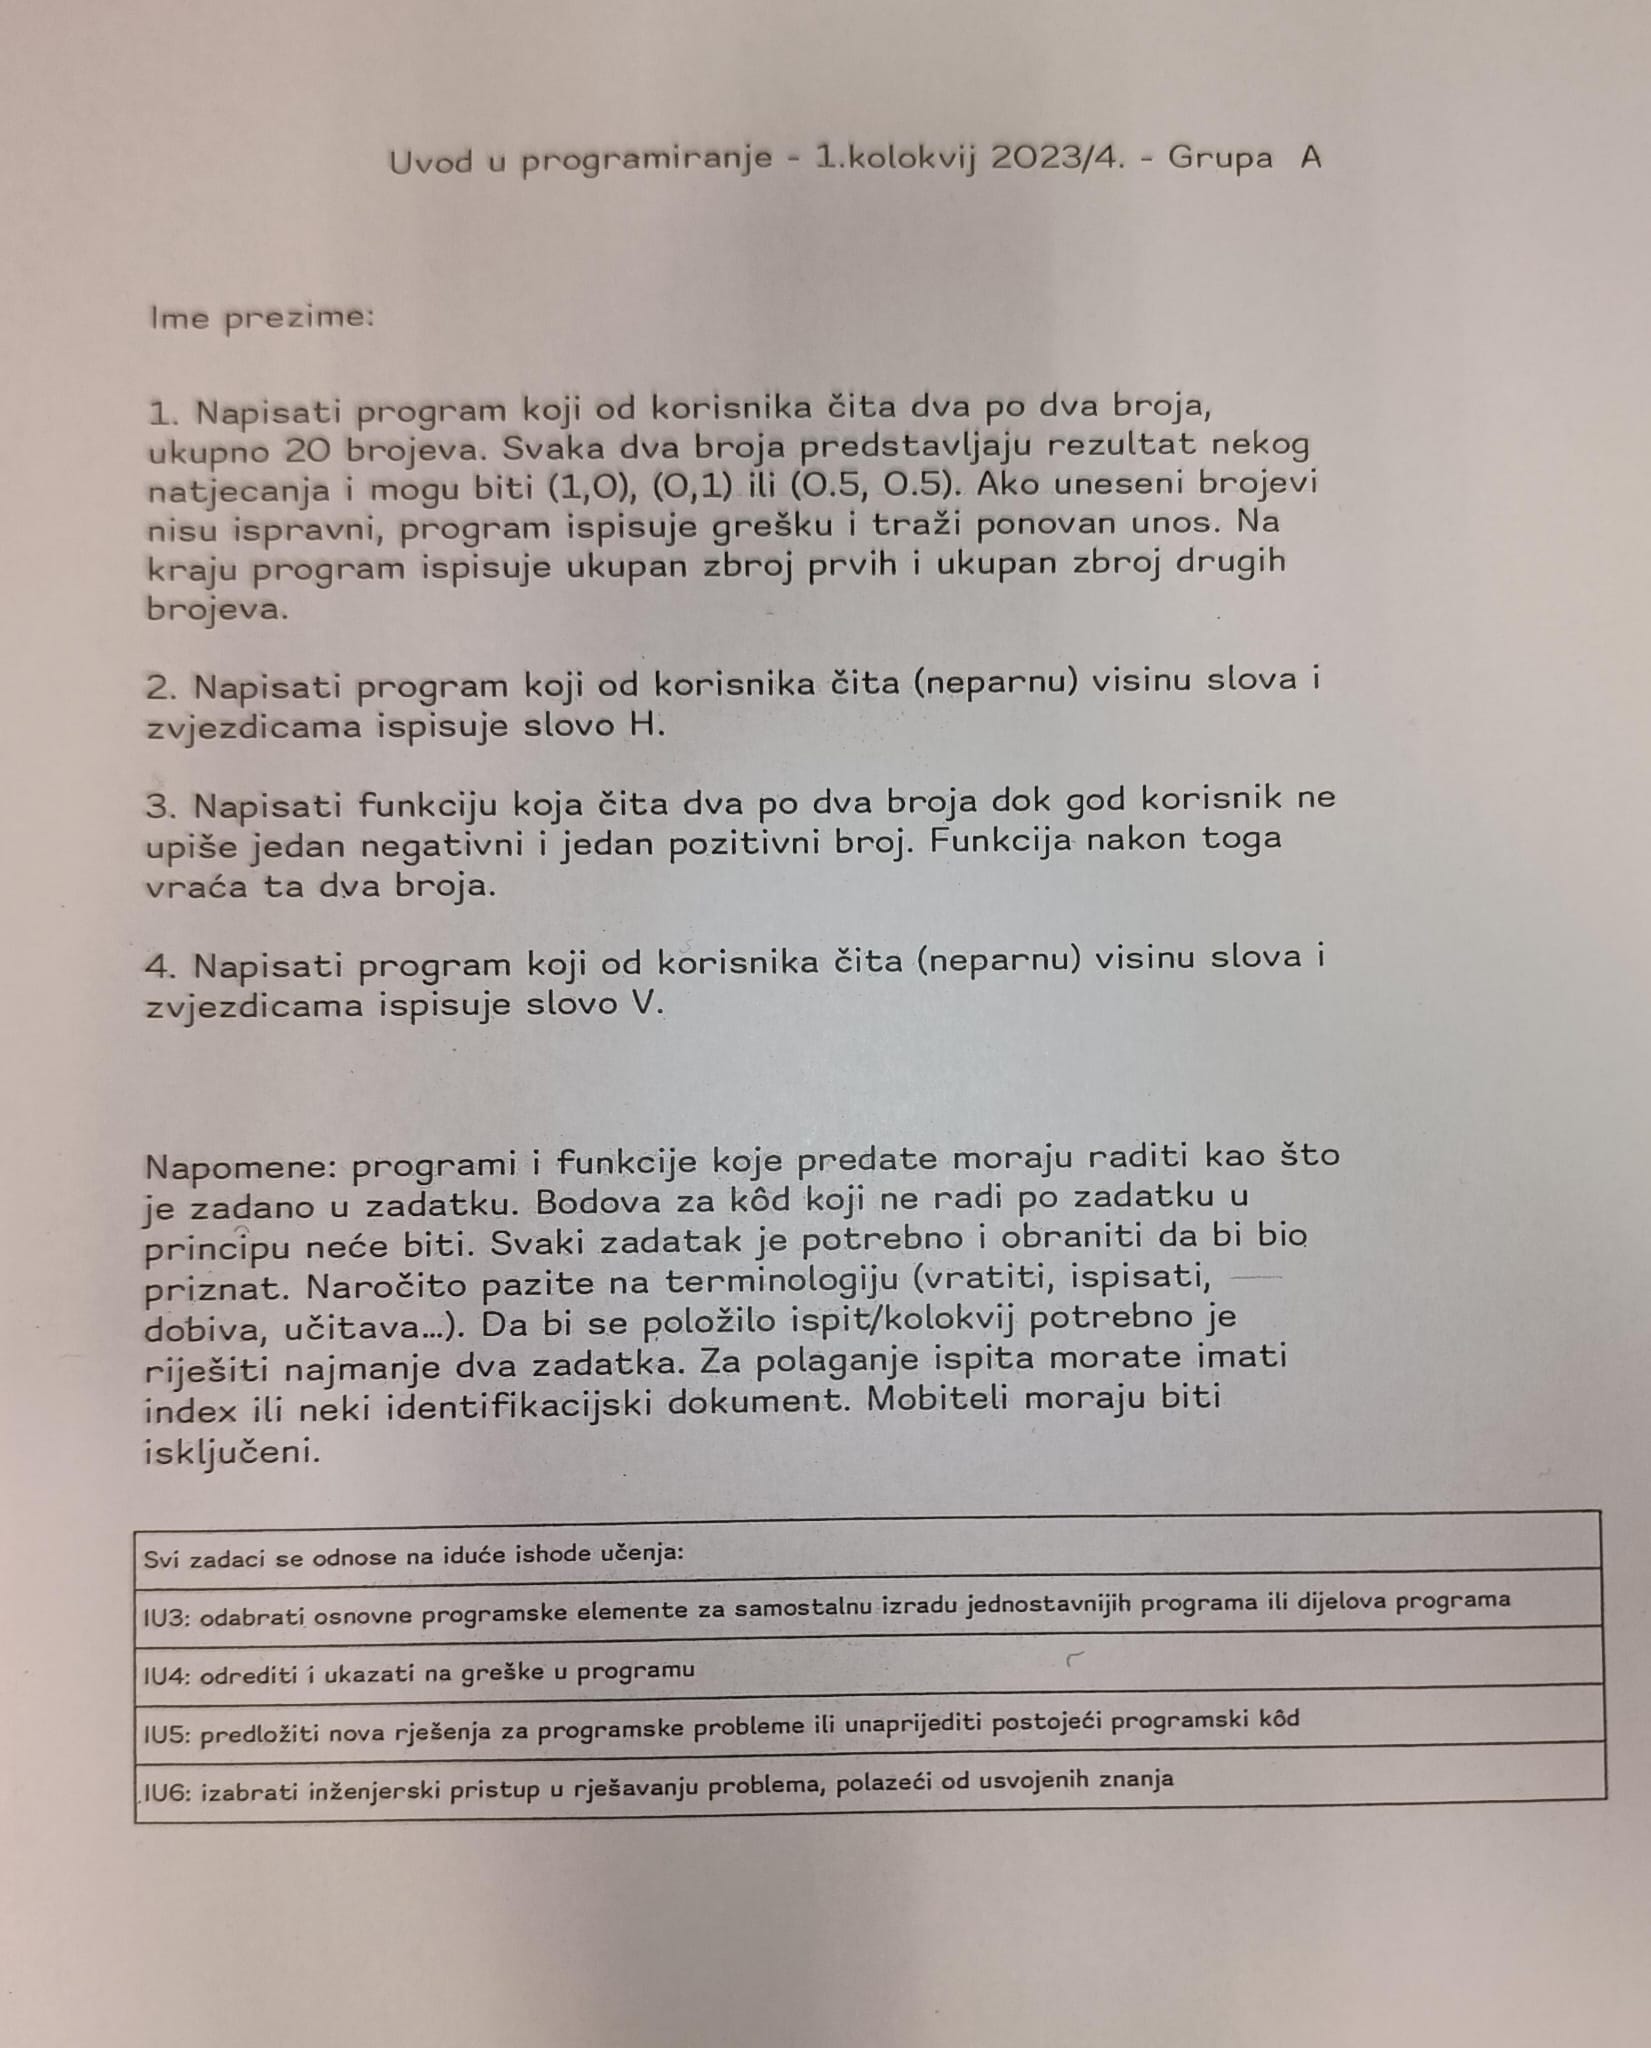 Uvod u programiranje - 1.kolokvij 2023/4. - Grupa A
Ime prezime:
1. Napisati program koji od korisnika čita dva po dva broja,
ukupno 20 brojeva. Svaka dva broja predstavljaju rezultat nekog
natjecanja i mogu biti (1,0), (0,1) ili (0.5, 0.5). Ako uneseni brojevi
nisu ispravni, program ispisuje grešku i traži ponovan unos. Na
kraju program ispisuje ukupan zbroj prvih i ukupan zbroj drugih
brojeva.
2. Napisati program koji od korisnika čita (neparnu) visinu slova i
zvjezdicama ispisuje slovo H.
3. Napisati funkciju koja čita dva po dva broja dok god korisnik ne
upiše jedan negativni i jedan pozitivni broj. Funkcija nakon toga
vraća ta dva broja.
4. Napisati program koji od korisnika čita (neparnu) visinu slova i
zvjezdicama ispisuje slovo V.
Napomene: programi i funkcije koje predate moraju raditi kao što
je zadano u zadatku. Bodova za kôd koji ne radi po zadatku u
principu neće biti. Svaki zadatak je potrebno i obraniti da bi bio
priznat. Naročito pazite na terminologiju (vratiti, ispisati,
dobiva, učitava...). Da bi se položilo ispit/kolokvij potrebno je
riješiti najmanje dva zadatka. Za polaganje ispita morate imati
index ili neki identifikacijski dokument. Mobiteli moraju biti
isključeni.
Svi zadaci se odnose na iduće ishode učenja:
IU3: odabrati osnovne programske elemente za samostalnu izradu jednostavnijih programa ili dijelova programa
IU4: odrediti i ukazati na greške u programu
IU5: predložiti nova rješenja za programske probleme ili unaprijediti postojeći programski kôd
IU6: izabrati inženjerski pristup u rješavanju problema, polazeći od usvojenih znanja